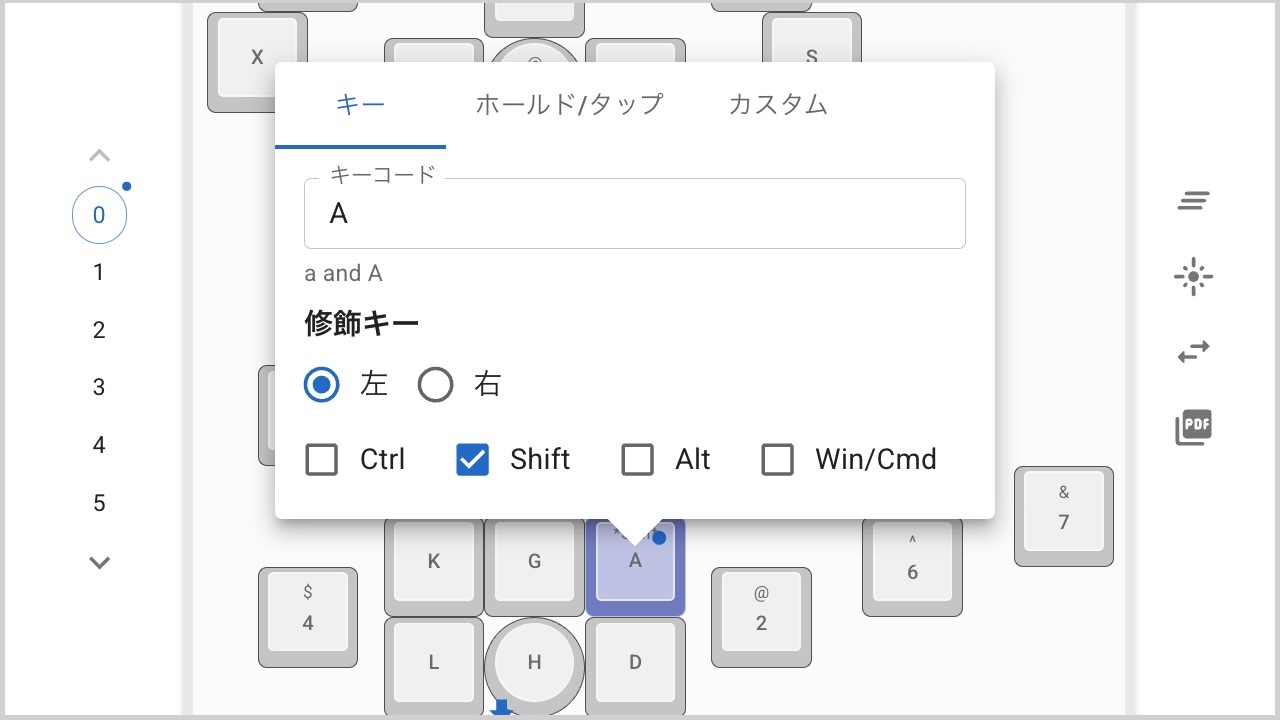 X
S
キー
ホールド/タップ
カスタム
キーコード
A
a and A
修飾キー
左
右
Ctrl
Shift
Alt
Win/Cmd
0
1
2
3
4
5
PDF
K
G
A
&
7
^
6
$
4
@
2
L
H
D